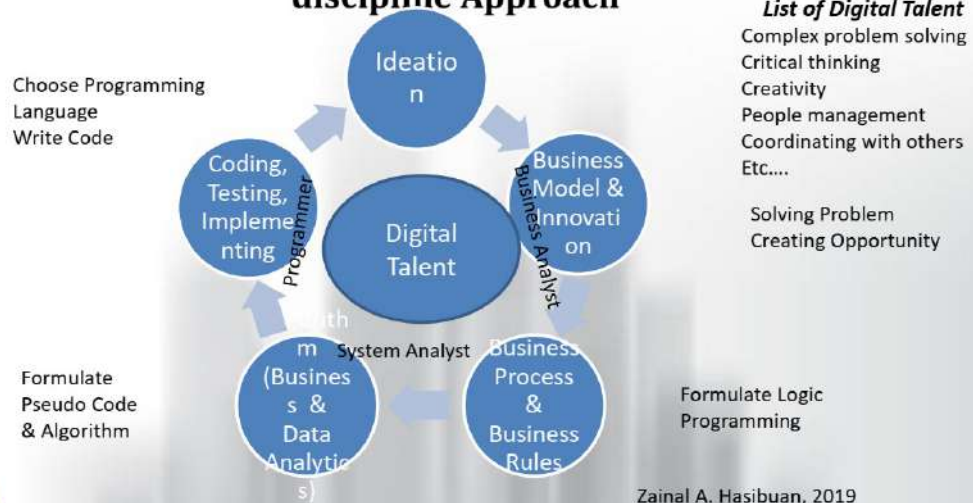 discipline Approach
List of Digital Talent
Complex problem solving
Critical thinking
Creativity
People management
Coordinating with others
Etc....
Solving Problem
Creating Opportunity
Choose Programming
Language
Write Code
Ideatio
n
Business
Model &
Innovati
on
Business Analyst
Coding,
Testing,
Impleme
nting
Programmer
Digital
Talent
System Analyst
m
(Busines
s &
Data
Analytic
s)
Business
Process
&
Business
Rules
Formulate
Pseudo Code
& Algorithm
Formulate Logic
Programming
Zainal A. Hasibuan, 2019